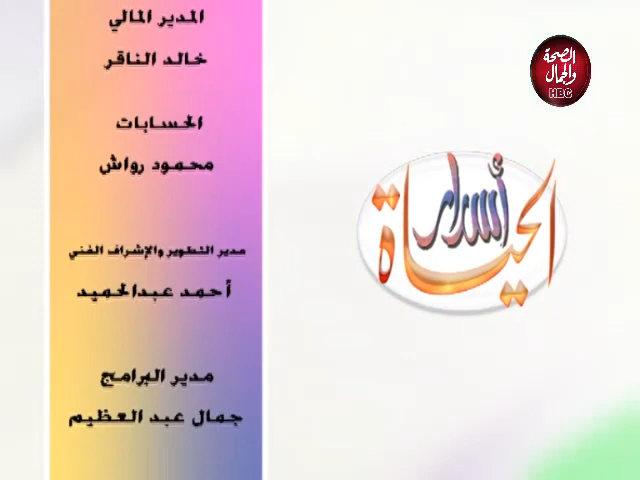 المدير المالي
خالد الناقر
الحسابات
محمود رواش
مدير التطوير والإشراف الفني
أحمد عبدالحميد
مدير البرامج
جمال عبد العظيم
الصحة
والجمال
HBC
أسرار
الحياة